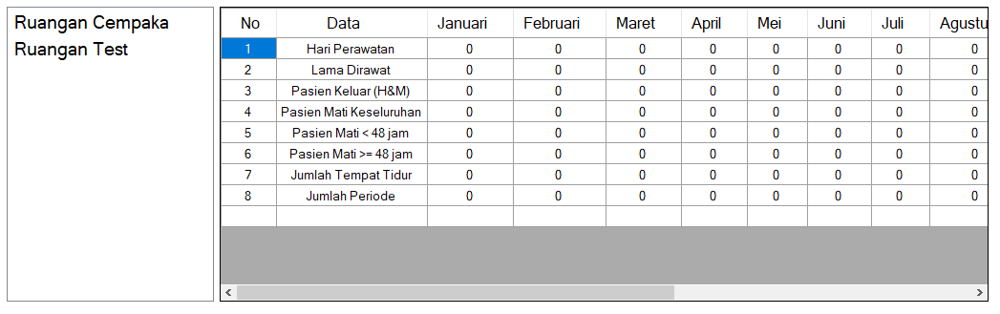 Ruangan Cempaka
Ruangan Test
No Data Januari Februari Maret April Mei Juni Juli Agustu
1 Hari Perawatan 0 0 0 0 0 0 0 0
2 Lama Dirawat 0 0 0 0 0 0 0 0
3 Pasien Keluar (H&M) 0 0 0 0 0 0 0 0
4 Pasien Mati Keseluruhan 0 0 0 0 0 0 0 0
5 Pasien Mati < 48 jam 0 0 0 0 0 0 0 0
6 Pasien Mati >= 48 jam 0 0 0 0 0 0 0 0
7 Jumlah Tempat Tidur 0 0 0 0 0 0 0 0
8 Jumlah Periode 0 0 0 0 0 0 0 0